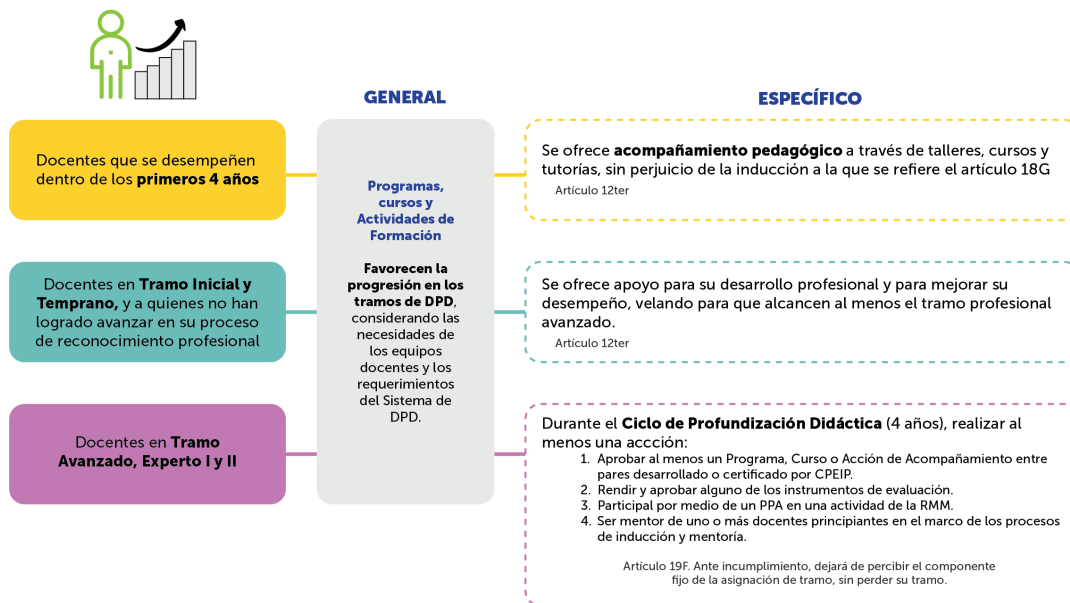 GENERAL
ESPECÍFICO
Docentes que se desempeñen
dentro de los primeros 4 años
Docentes en Tramo Inicial y
Temprano, y a quienes no han
logrado avanzar en su proceso
de reconocimiento profesional
Docentes en Tramo
Avanzado, Experto I y II
Programas,
cursos y
Actividades de
Formación
Favorecen la
progresión en los
tramos de DPD,
considerando las
necesidades de
los equipos
docentes y los
requerimientos
del Sistema de
DPD.
Se ofrece acompañamiento pedagógico a través de talleres, cursos y
tutorías, sin perjuicio de la inducción a la que se refiere el artículo 18G
Artículo 12ter
Se ofrece apoyo para su desarrollo profesional y para mejorar su
desempeño, velando para que alcancen al menos el tramo profesional
avanzado.
Artículo 12ter
Durante el Ciclo de Profundización Didáctica (4 años), realizar al
menos una accción:
1. Aprobar al menos un Programa, Curso o Acción de Acompañamiento entre
pares desarrollado o certificado por CPEIP.
2. Rendir y aprobar alguno de los instrumentos de evaluación.
3. Participal por medio de un PPA en una actividad de la RMM.
4. Ser mentor de uno o más docentes principiantes en el marco de los procesos
de inducción y mentoría.
Artículo 19F. Ante incumplimiento, dejará de percibir el componente
fijo de la asignación de tramo, sin perder su tramo.